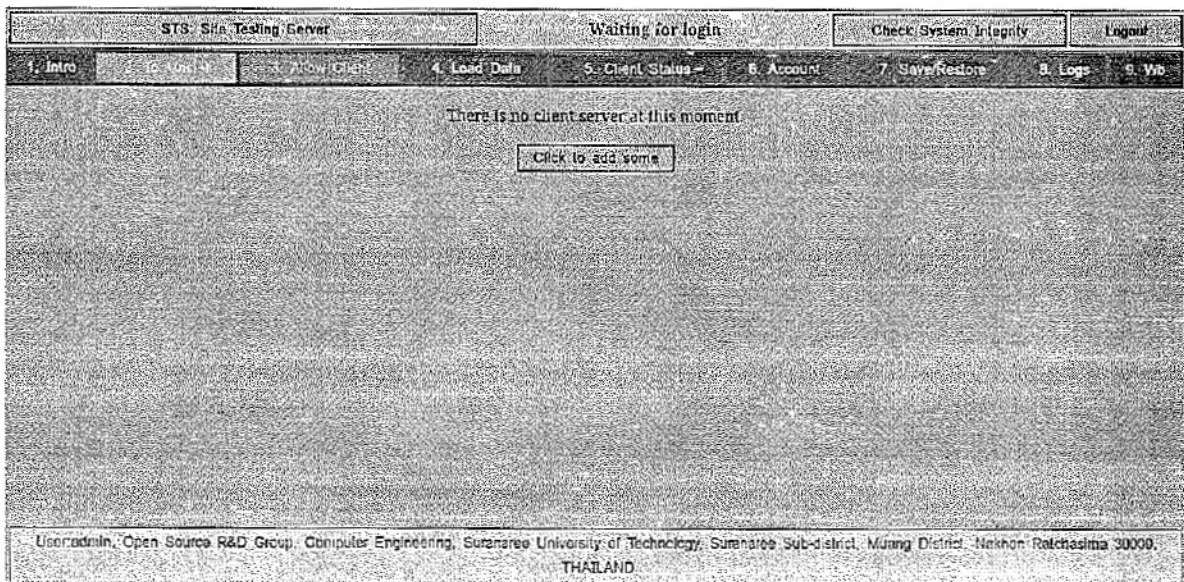 STS: Site Testing Server Waiting for login Check System Integrity Logout
1. Intro 3. Allow Client 4. Load Data 5. Client Status 6. Account 7. Save/Restore 8. Logs 9. Wb
There is no client server at this moment
Click to add some
User:admin, Open Source R&D Group, Computer Engineering, Suranaree University of Technology, Suranaree Sub-district, Muang District, Nakhon Ratchasima 30000,
THAILAND